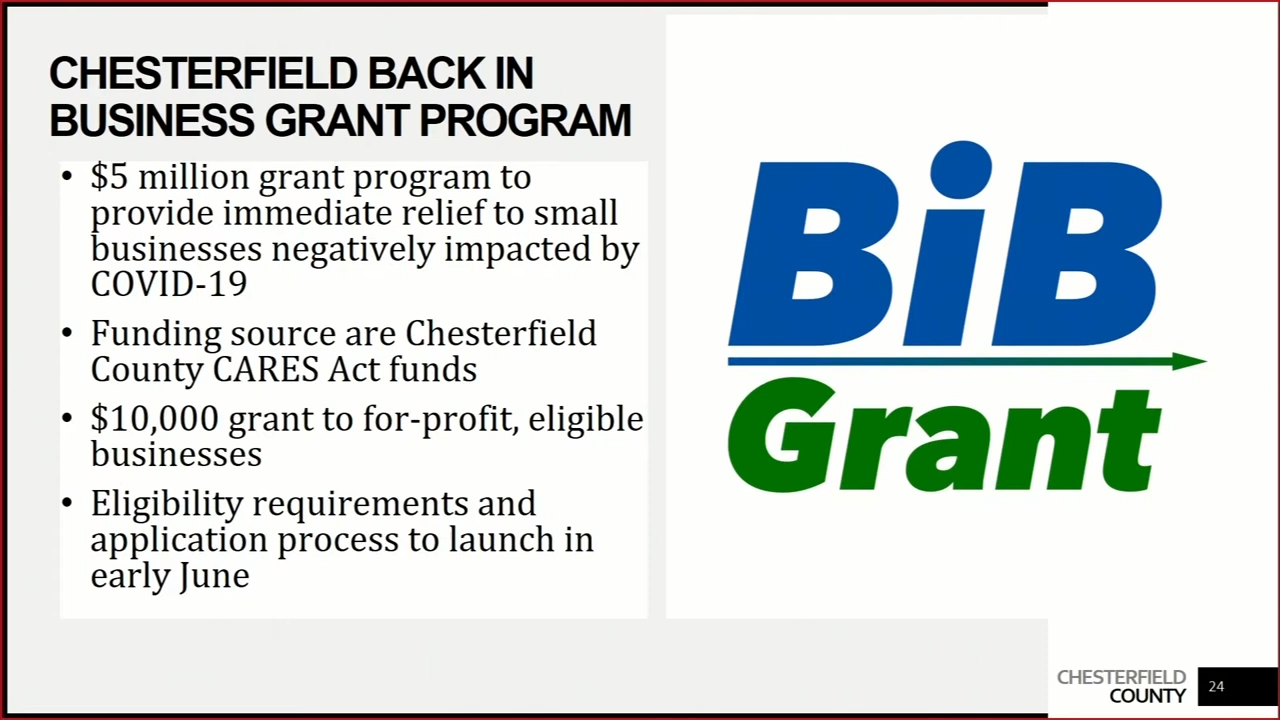 CHESTERFIELD BACK IN
BUSINESS GRANT PROGRAM
• $5 million grant program to
provide immediate relief to small
businesses negatively impacted by
COVID-19
• Funding source are Chesterfield
County CARES Act funds
• $10,000 grant to for-profit, eligible
businesses
• Eligibility requirements and
application process to launch in
early June
BiB
Grant
CHESTERFIELD
COUNTY
24